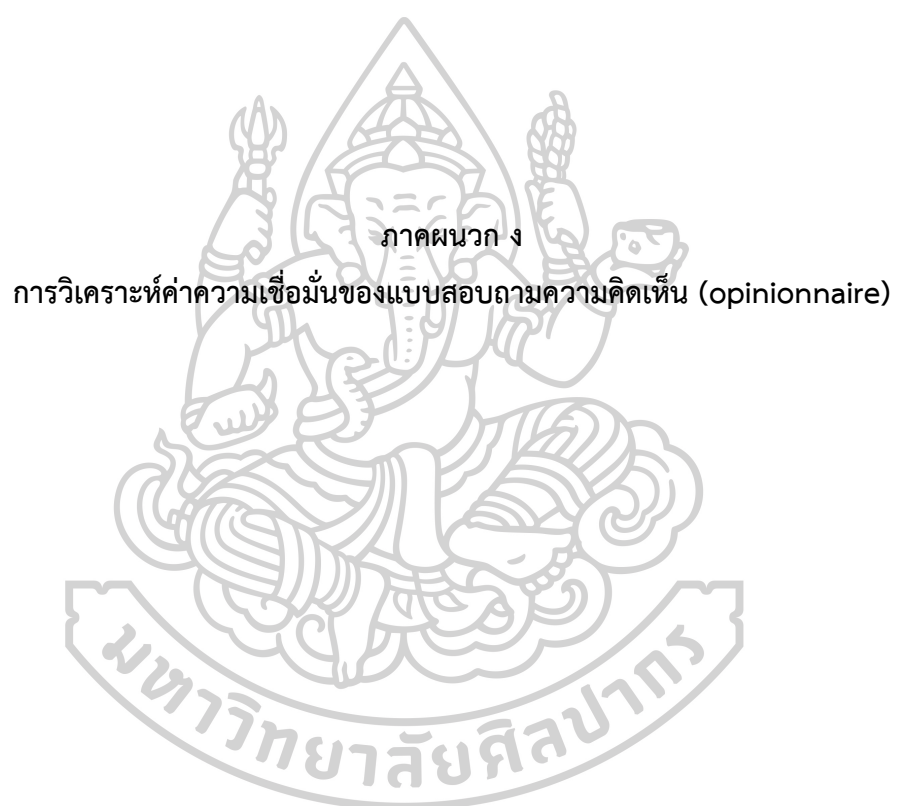 ภาคผนวก ง
การวิเคราะห์ค่าความเชื่อมั่นของแบบสอบถามความคิดเห็น (opinionnaire)
มหาวิทยาลัยศิลปากร